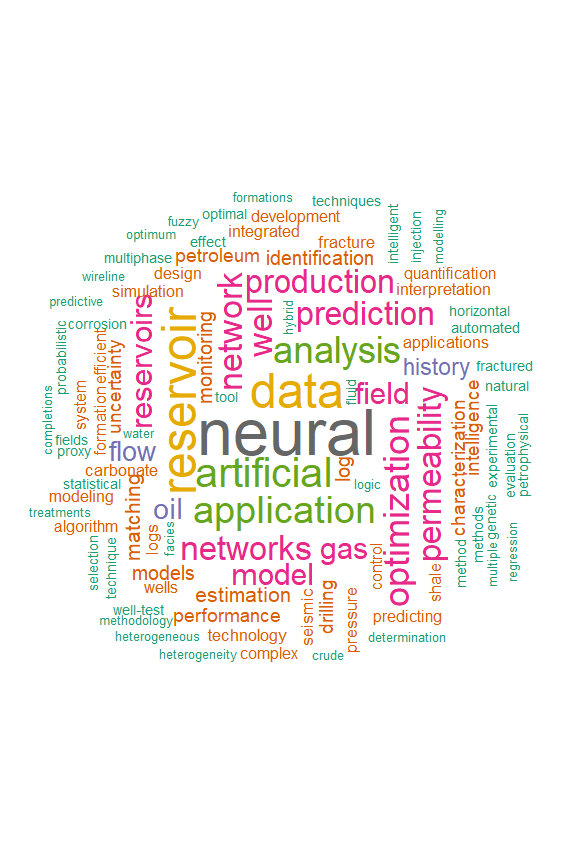 formations
techniques
fuzzy
optimal
development
intelligent
injection
modelling
optimum
effect
integrated
fracture
multiphase
petroleum
identification
wireline
design
network
production
quantification
simulation
interpretation
predictive
reservoirs
reservoir
monitoring
well
hybrid
prediction
horizontal
probabilistic
corrosion
automated
efficient
uncertainty
analysis
applications
history
fractured
completions
system
formation
tool
data
fluid
field
natural
fields
water
neural
optimization
permeability
characterization
intelligence
experimental
evaluation
petrophysical
proxy
flow
carbonate
artificial
log
statistical
matching
logic
modeling
oil
application
treatments
algorithm
logs
facies
methods
multiple
genetic
regression
selection
technique
networks
gas
control
method
shale
models
model
wells
estimation
well-test
performance
seismic
drilling
pressure
predicting
methodology
heterogeneous
technology
determination
heterogeneity
complex
crude